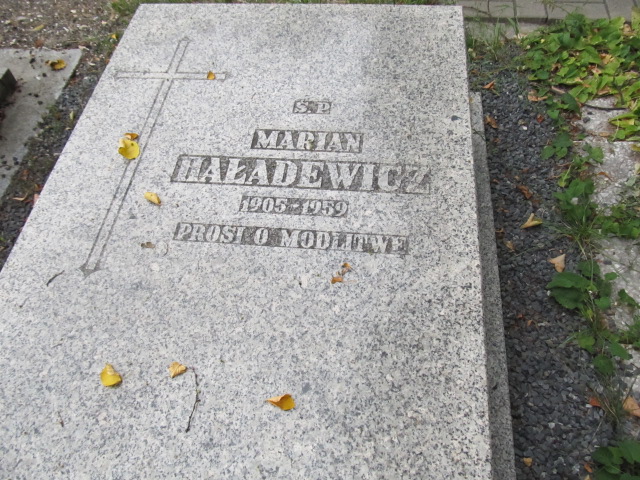 Ś.P.
MARIAN
HAŁADEWICZ
1905-1959
PROSI O MODLITWĘ